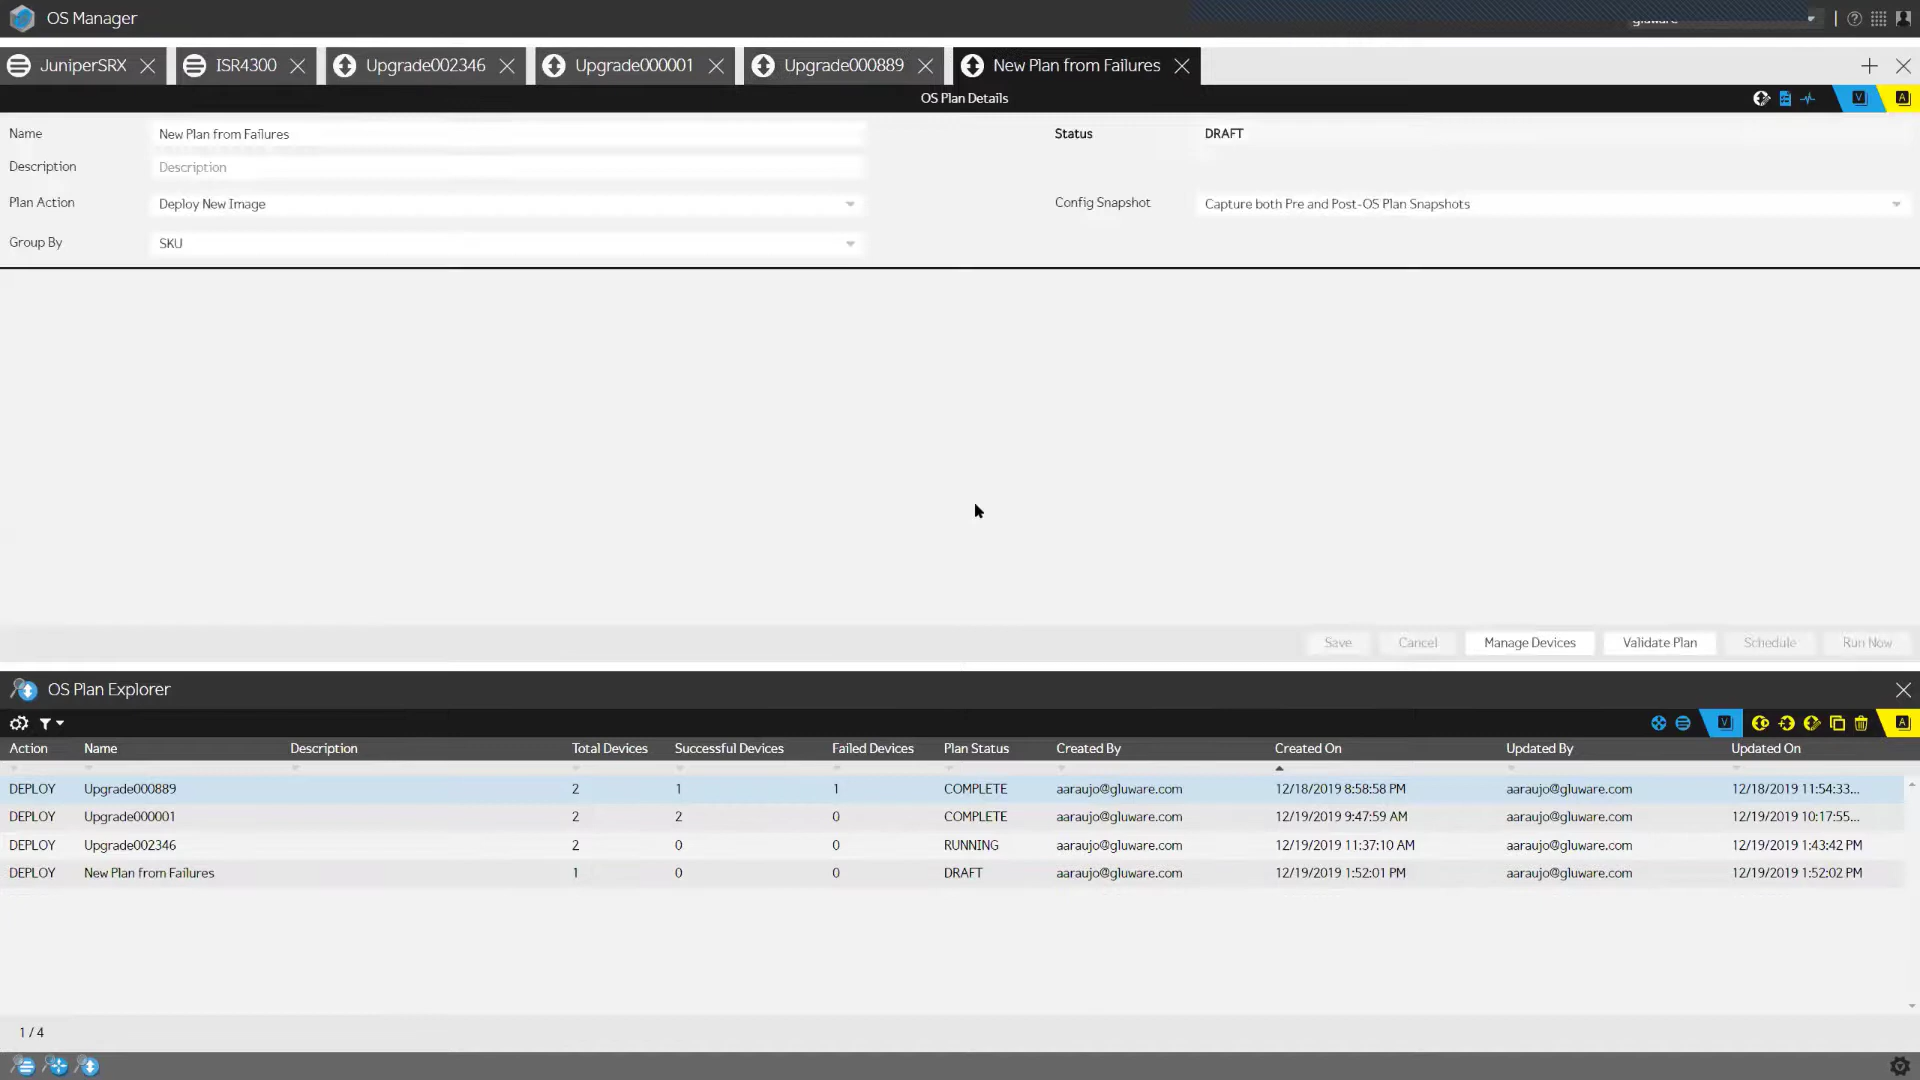 OS Manager
gluware
JuniperSRX
ISR4300
Upgrade002346
Upgrade000001
Upgrade000889
New Plan from Failures
OS Plan Details
V
A
Name
New Plan from Failures
Status
DRAFT
Description
Description
Plan Action
Deploy New Image
Config Snapshot
Capture both Pre and Post-OS Plan Snapshots
Group By
SKU
Save
Cancel
Manage Devices
Validate Plan
Schedule
Run Now
OS Plan Explorer
V
A
Action Name Description Total Devices Successful Devices Failed Devices Plan Status Created By Created On Updated By Updated On
DEPLOY Upgrade000889 2 1 1 COMPLETE aaraujo@gluware.com 12/18/2019 8:58:58 PM aaraujo@gluware.com 12/18/2019 11:54:33...
DEPLOY Upgrade000001 2 2 0 COMPLETE aaraujo@gluware.com 12/19/2019 9:47:59 AM aaraujo@gluware.com 12/19/2019 10:17:55...
DEPLOY Upgrade002346 2 0 0 RUNNING aaraujo@gluware.com 12/19/2019 11:37:10 AM aaraujo@gluware.com 12/19/2019 1:43:42 PM
DEPLOY New Plan from Failures 1 0 0 DRAFT aaraujo@gluware.com 12/19/2019 1:52:01 PM aaraujo@gluware.com 12/19/2019 1:52:02 PM
1 / 4